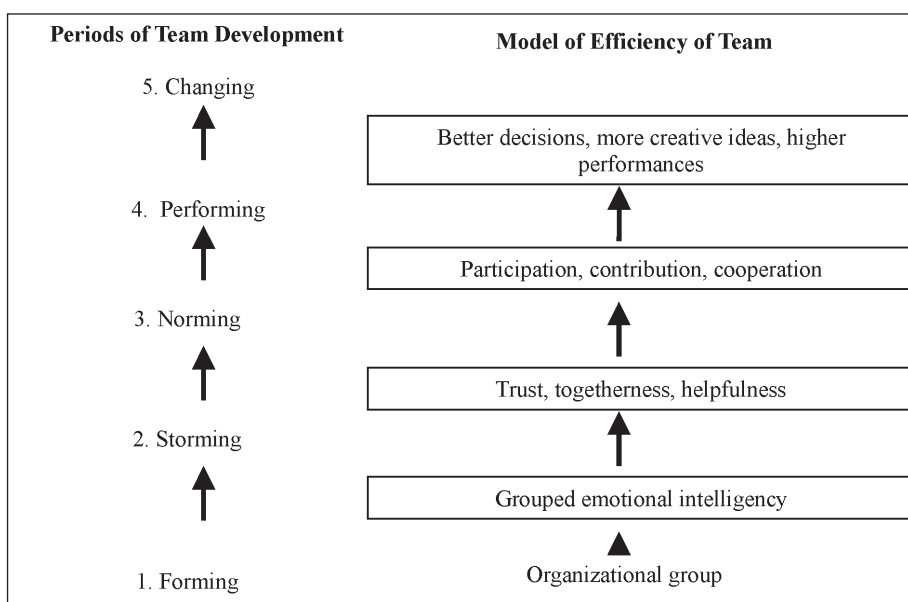 Periods of Team Development
5. Changing
4. Performing
3. Norming
2. Storming
1. Forming
Model of Efficiency of Team
Better decisions, more creative ideas, higher
performances
Participation, contribution, cooperation
Trust, togetherness, helpfulness
Grouped emotional intelligency
Organizational group